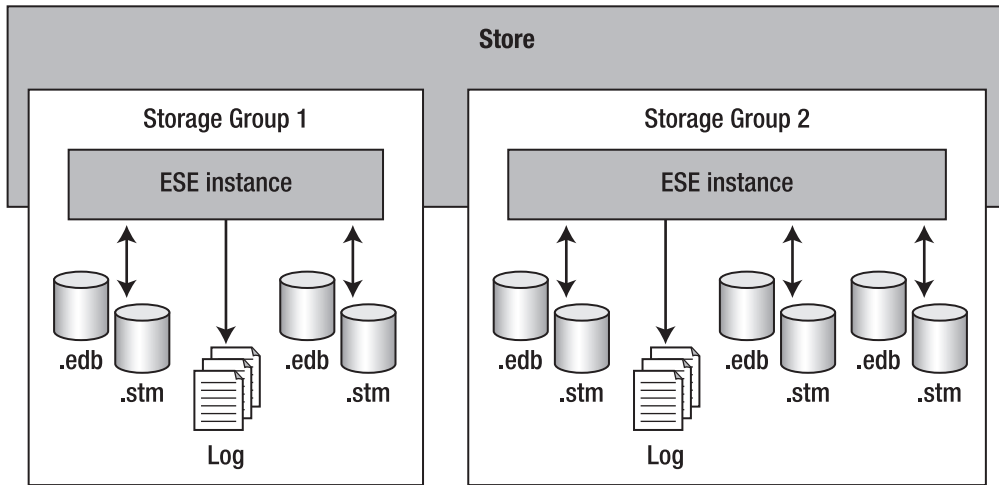 Store
Storage Group 1
ESE instance
.edb
.stm
.edb
.stm
Log
Storage Group 2
ESE instance
.edb
.stm
.edb
.stm
.edb
.stm
Log